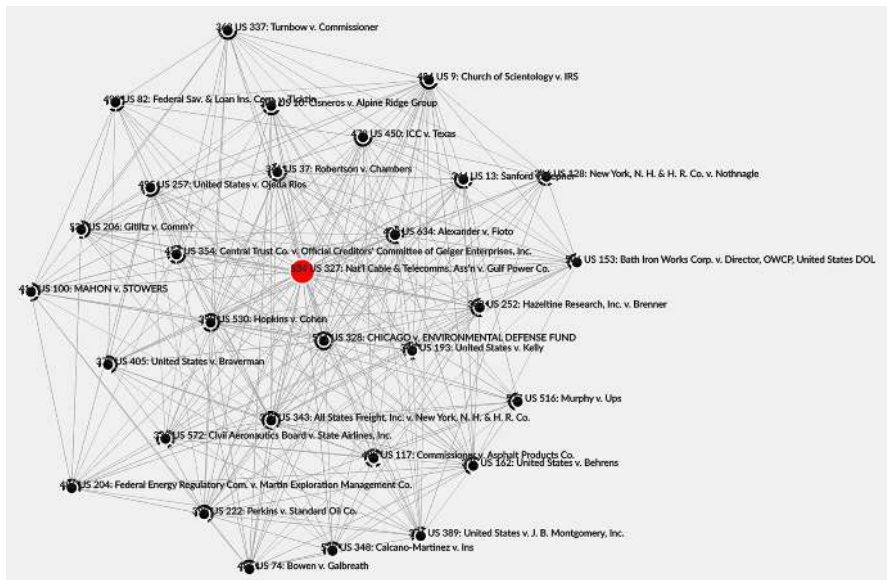 US 337: Turnbow v. Commissioner
US 9: Church of Scientology v. IRS
US 82: Federal Sav. & Loan Ins. Corp. v. Ticktin
Cisneros v. Alpine Ridge Group
US 450: ICC v. Texas
US 37: Robertson v. Chambers
US 13: Sanford
US 128: New York, N. H. & H. R. Co. v. Nothnagle
US 257: United States v. Ojeda Rios
US 206: Gitlitz v. Comm'r
US 634: Alexander v. Fioto
US 354: Central Trust Co. v. Official Creditors' Committee of Geiger Enterprises, Inc.
US 153: Bath Iron Works Corp. v. Director, OWCP, United States DOL
534 US 327: Nat'l Cable & Telecomms. Ass'n v. Gulf Power Co.
US 100: MAHON v. STOWERS
US 252: Hazeltine Research, Inc. v. Brenner
US 530: Hopkins v. Cohen
US 328: CHICAGO v. ENVIRONMENTAL DEFENSE FUND
US 193: United States v. Kelly
US 405: United States v. Braverman
US 516: Murphy v. Ups
US 343: All States Freight, Inc. v. New York, N. H. & H. R. Co.
US 572: Civil Aeronautics Board v. State Airlines, Inc.
US 117: Commissioner v. Asphalt Products Co.
US 162: United States v. Behrens
US 204: Federal Energy Regulatory Com. v. Martin Exploration Management Co.
US 222: Perkins v. Standard Oil Co.
US 389: United States v. J. B. Montgomery, Inc.
US 348: Calcano-Martinez v. Ins
US 74: Bowen v. Galbreath